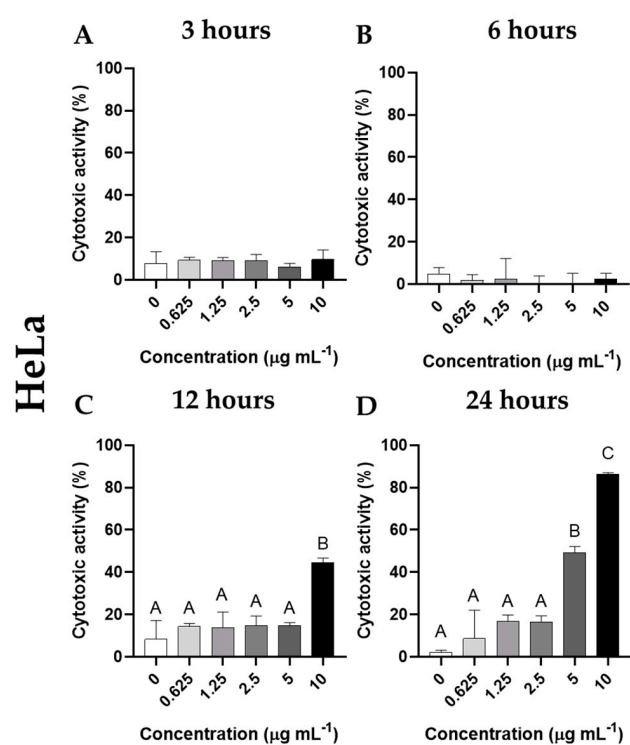 A 3 hours
B 6 hours
Cytotoxic activity (%)
100
80
60
40
20
0
0 0.625 1.25 2.5 5 10
Concentration (μg mL⁻¹)
Cytotoxic activity (%)
100
80
60
40
20
0
0 0.625 1.25 2.5 5 10
Concentration (μg mL⁻¹)
HeLa
C 12 hours
D 24 hours
Cytotoxic activity (%)
100
80
60
40
20
0
A A A A A B
0 0.625 1.25 2.5 5 10
Concentration (μg mL⁻¹)
Cytotoxic activity (%)
100
80
60
40
20
0
A A A A B C
0 0.625 1.25 2.5 5 10
Concentration (μg mL⁻¹)